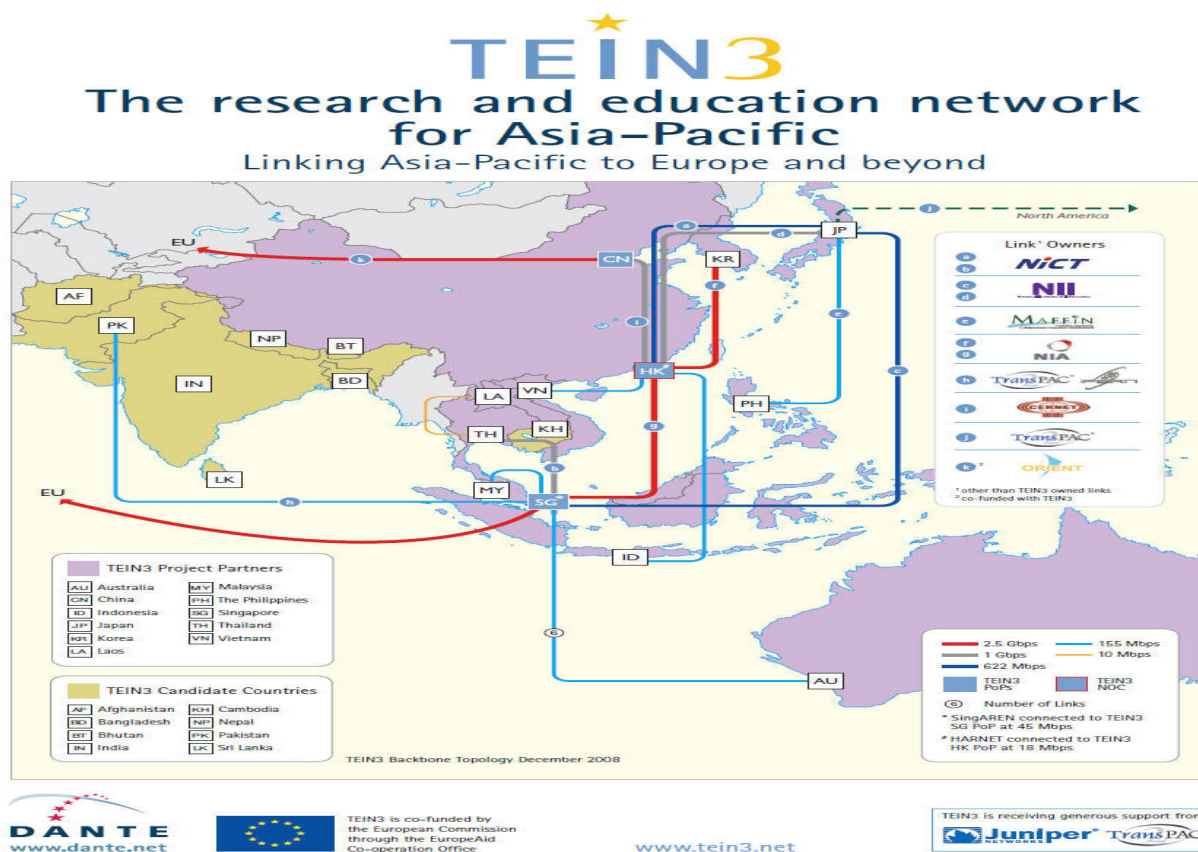 TEIN3
The research and education network
for Asia-Pacific
Linking Asia-Pacific to Europe and beyond
EU
k
CN
a
d
JP
j
North America
KR
AF
PK
NP
BT
IN
BD
LK
i
f
e
c
HK#
LA
VN
PH
TH
KH
g
b
MY
SG*
h
EU
ID
6
AU
Link¹ Owners
a
b
NiCT
c
d
NII
e
MAFFIN
f
g
NIA
h
TransPAC²
i
CERNET
j
TransPAC²
k ²
ORIENT
¹ other than TEIN3 owned links
² co-funded with TEIN3
TEIN3 Project Partners
AU Australia
CN China
ID Indonesia
JP Japan
KR Korea
LA Laos
MY Malaysia
PH The Philippines
SG Singapore
TH Thailand
VN Vietnam
TEIN3 Candidate Countries
AF Afghanistan
BD Bangladesh
BT Bhutan
IN India
KH Cambodia
NP Nepal
PK Pakistan
LK Sri Lanka
TEIN3 Backbone Topology December 2008
2.5 Gbps
1 Gbps
622 Mbps
155 Mbps
10 Mbps
TEIN3
PoPs
TEIN3
NOC
6 Number of Links
* SingAREN connected to TEIN3
SG PoP at 45 Mbps
# HARNET connected to TEIN3
HK PoP at 18 Mbps
DANTE
www.dante.net
TEIN3 is co-funded by
the European Commission
through the EuropeAid
Co-operation Office
www.tein3.net
TEIN3 is receiving generous support from
Juniper
NETWORKS
TransPAC